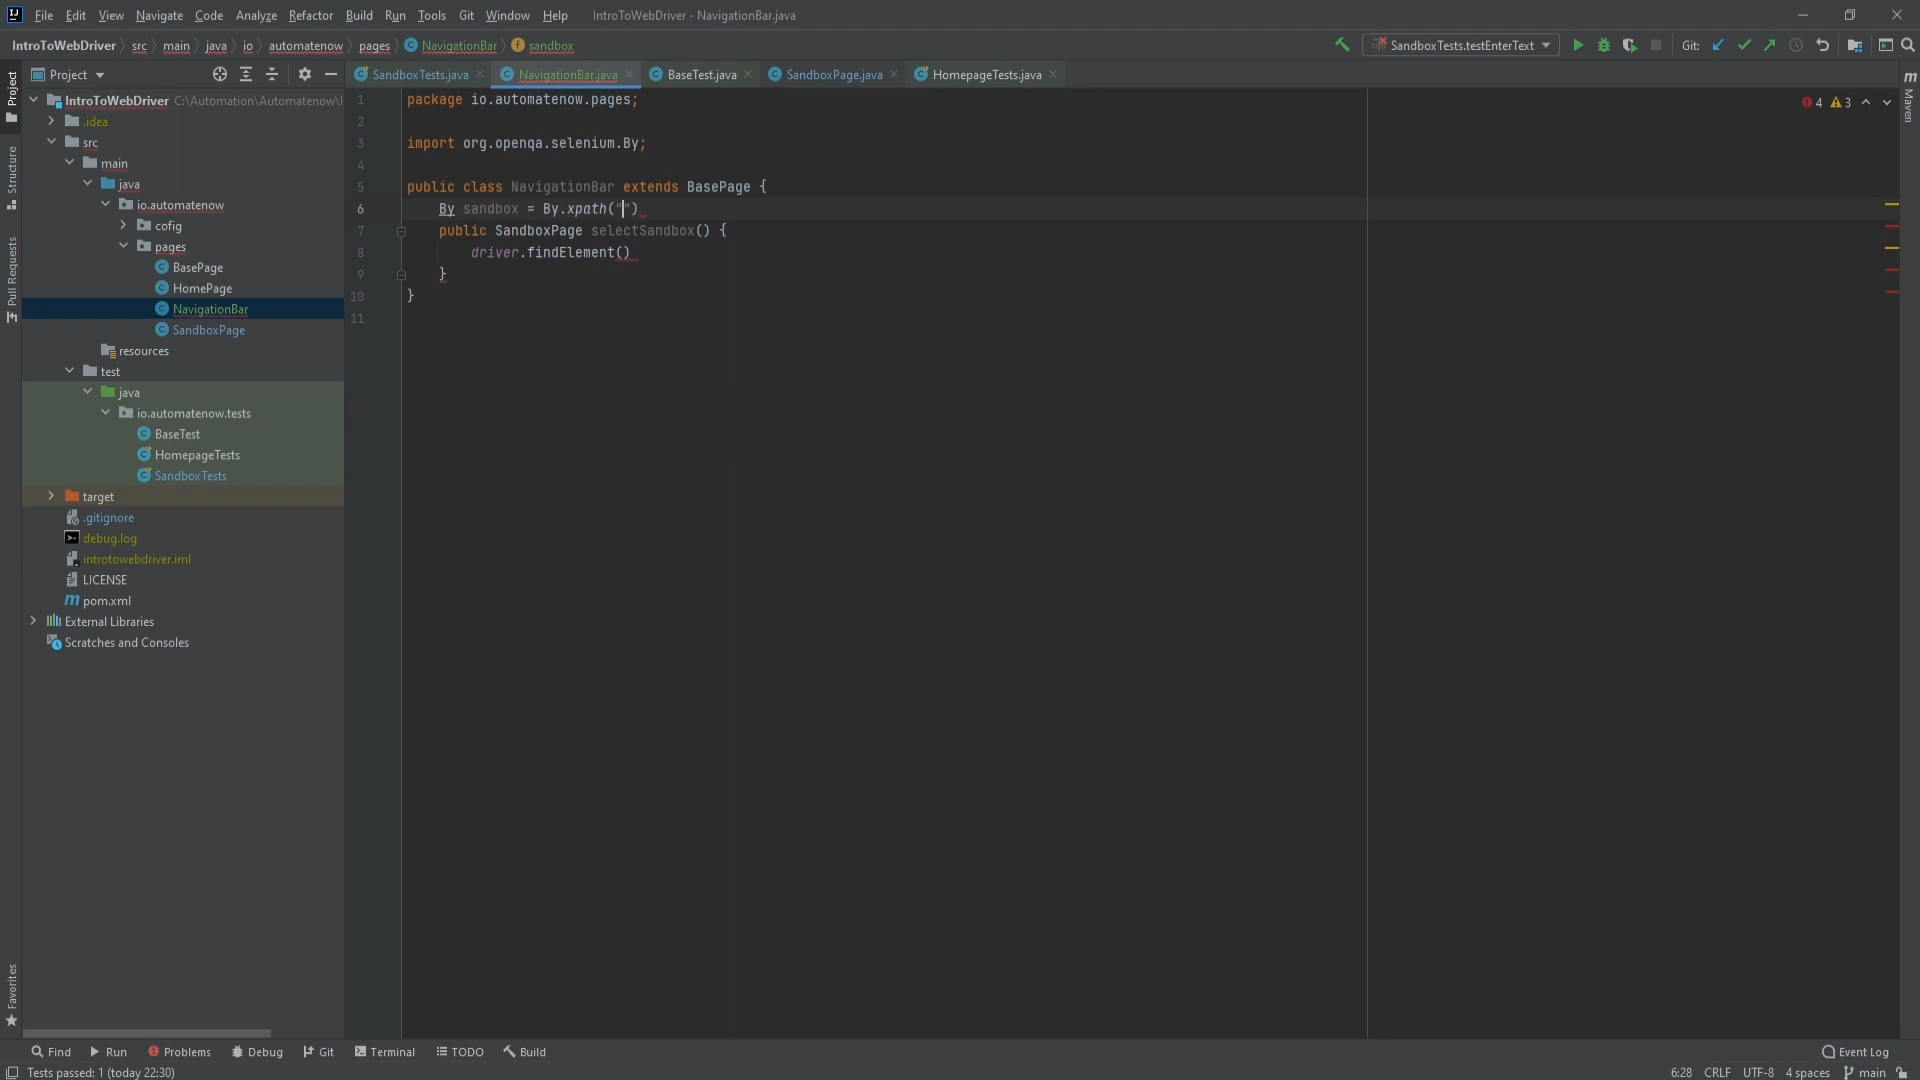 File Edit View Navigate Code Analyze Refactor Build Run Tools Git Window Help IntroToWebDriver - NavigationBar.java
IntroToWebDriver src main java io automatenow pages NavigationBar sandbox SandboxTests.testEnterText Git:
Project SandboxTests.java NavigationBar.java BaseTest.java SandboxPage.java HomepageTests.java
IntroToWebDriver C:\Automation\Automatenow\I
.idea
src
main
java
io.automatenow
cofig
pages
BasePage
HomePage
NavigationBar
SandboxPage
resources
test
java
io.automatenow.tests
BaseTest
HomepageTests
SandboxTests
target
.gitignore
debug.log
introtowebdriver.iml
LICENSE
pom.xml
External Libraries
Scratches and Consoles
1 package io.automatenow.pages;
2
3 import org.openqa.selenium.By;
4
5 public class NavigationBar extends BasePage {
6 By sandbox = By.xpath("")
7 public SandboxPage selectSandbox() {
8 driver.findElement()
9 }
10 }
11
4 3
Project
Structure
Pull Requests
Favorites
Maven
Find Run Problems Debug Git Terminal TODO Build Event Log
Tests passed: 1 (today 22:30) 6:28 CRLF UTF-8 4 spaces main